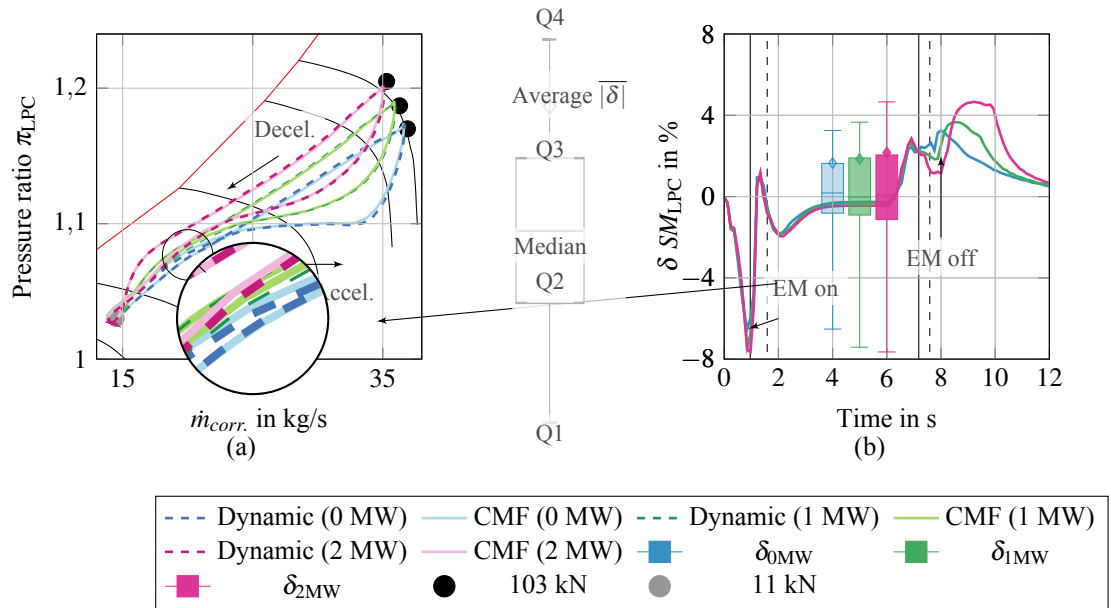 (a)
Q4
(b)
Pressure ratio π_LPC
1,2
1,1
1
15
35
ṁ_corr. in kg/s
(a)
Decel.
ccel.
Average |δ|
Q3
Median
Q2
Q1
δ SM_LPC in %
8
4
0
−4
−8
0
2
4
6
8
10
12
EM on
EM off
Time in s
(b)
Dynamic (0 MW) CMF (0 MW) Dynamic (1 MW) CMF (1 MW)
Dynamic (2 MW) CMF (2 MW) δ_0MW δ_1MW
δ_2MW 103 kN 11 kN